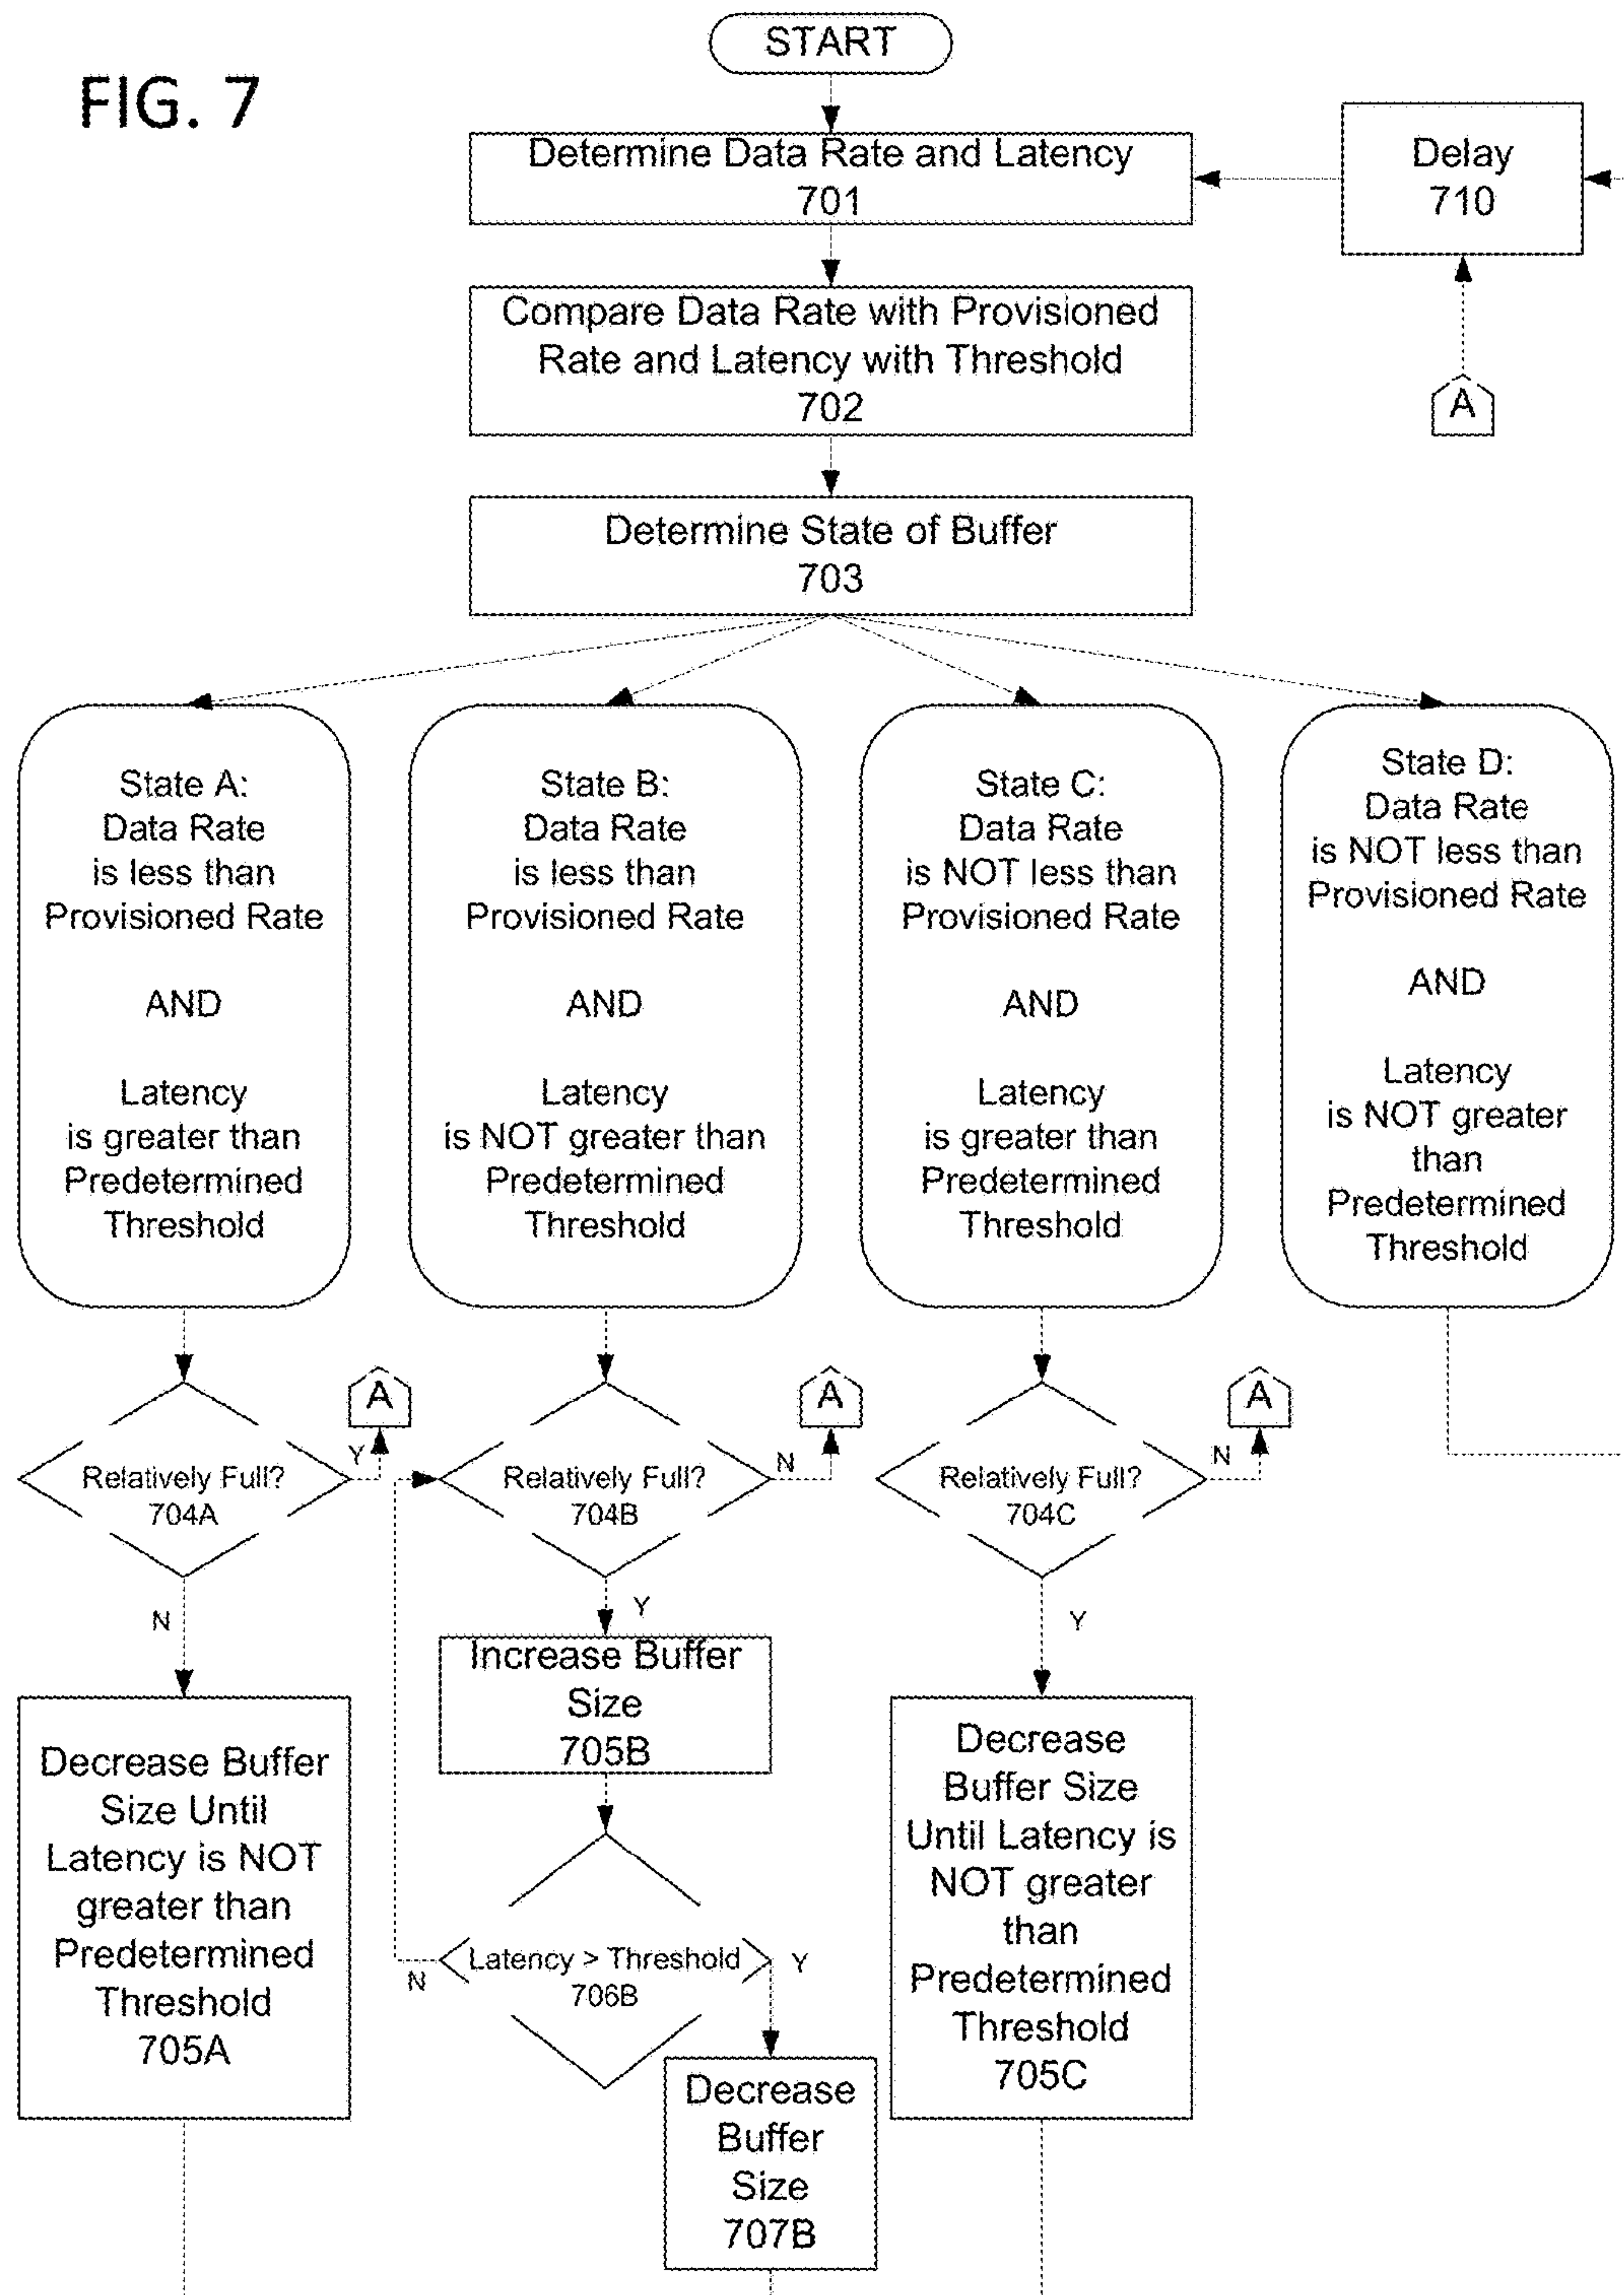 START
FIG. 7
Determine Data Rate and Latency
701
Delay
710
Compare Data Rate with Provisioned
Rate and Latency with Threshold
702
A
Determine State of Buffer
703
State A:
Data Rate
is less than
Provisioned Rate
AND
Latency
is greater than
Predetermined
Threshold
State B:
Data Rate
is less than
Provisioned Rate
AND
Latency
is NOT greater than
Predetermined
Threshold
State C:
Data Rate
is NOT less than
Provisioned Rate
AND
Latency
is greater than
Predetermined
Threshold
State D:
Data Rate
is NOT less than
Provisioned Rate
AND
Latency
is NOT greater
than
Predetermined
Threshold
Relatively Full?
704A
Y
A
N
Decrease Buffer
Size Until
Latency is NOT
greater than
Predetermined
Threshold
705A
Relatively Full?
704B
N
A
Y
Increase Buffer
Size
705B
Latency > Threshold
706B
N
Y
Decrease
Buffer
Size
707B
Relatively Full?
704C
N
A
Y
Decrease
Buffer Size
Until Latency is
NOT greater
than
Predetermined
Threshold
705C